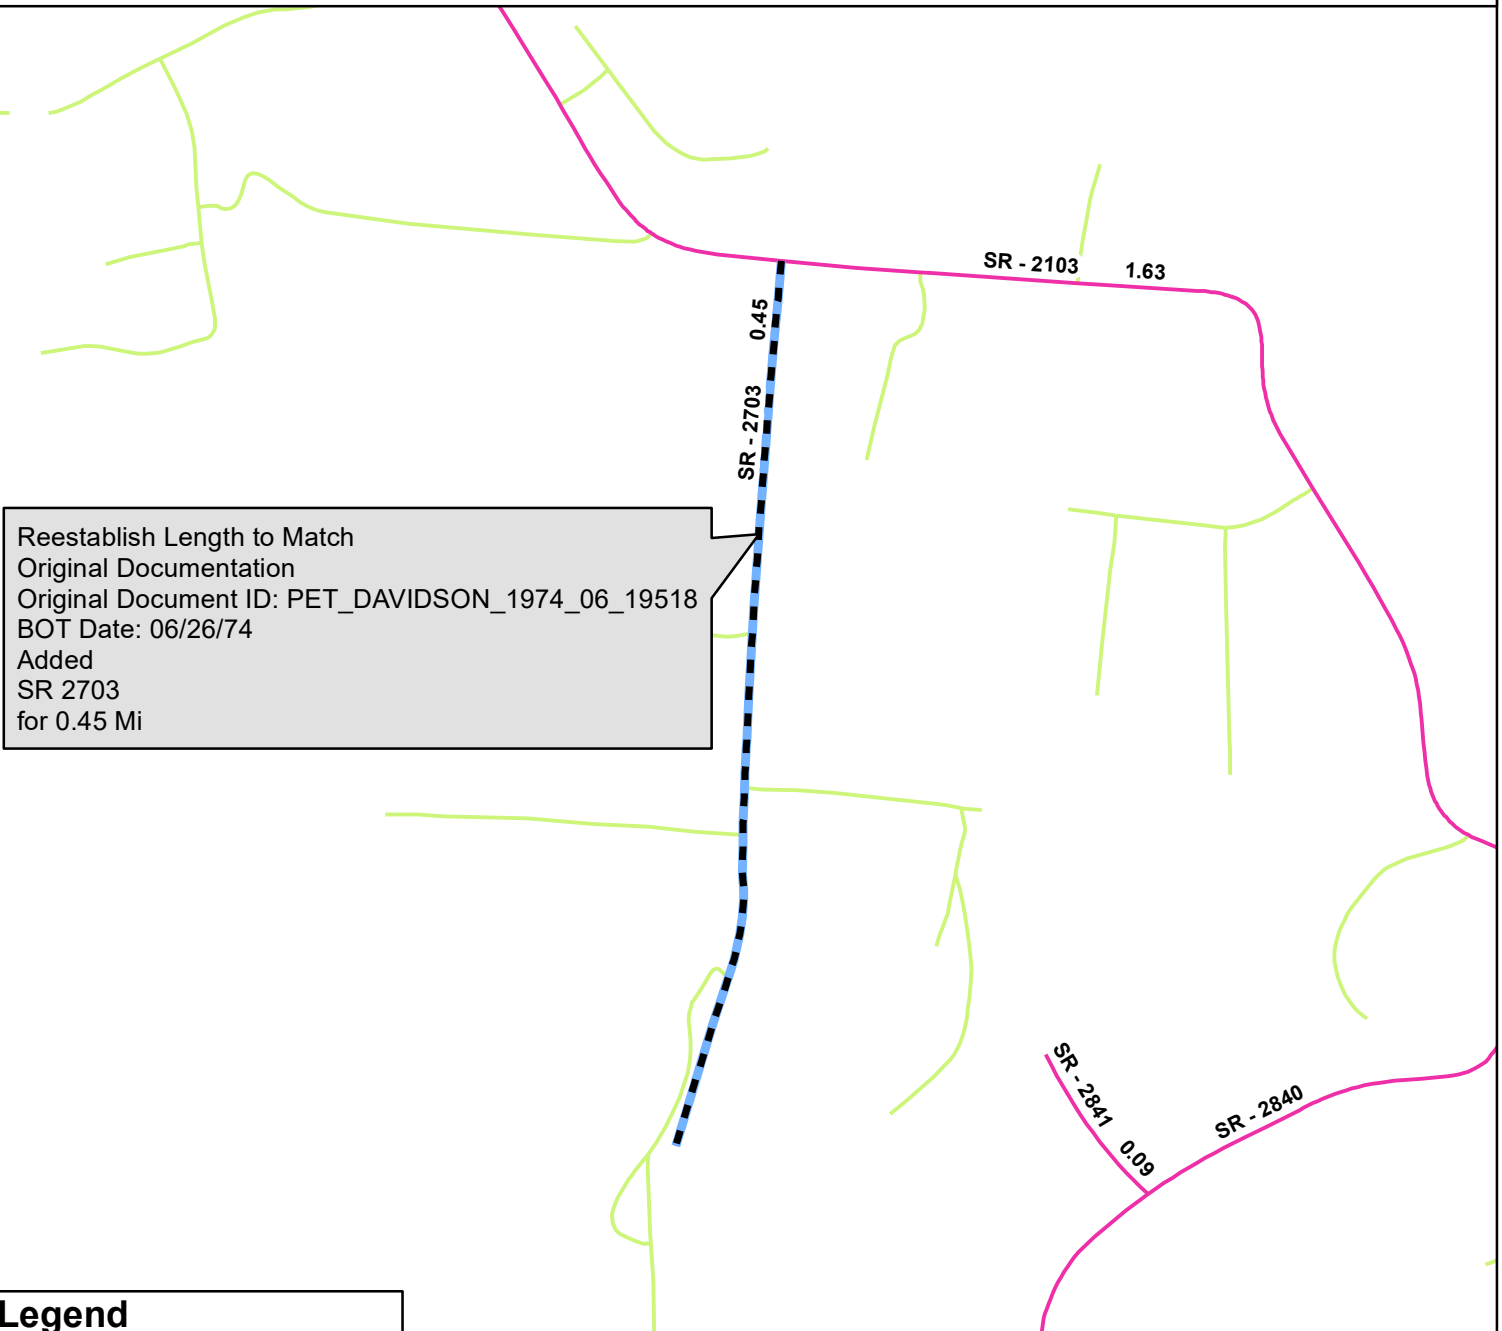 SR - 2103 1.63
0.45
SR - 2703
Reestablish Length to Match
Original Documentation
Original Document ID: PET_DAVIDSON_1974_06_19518
BOT Date: 06/26/74
Added
SR 2703
for 0.45 Mi
SR - 2841 0.09
SR - 2840
Legend